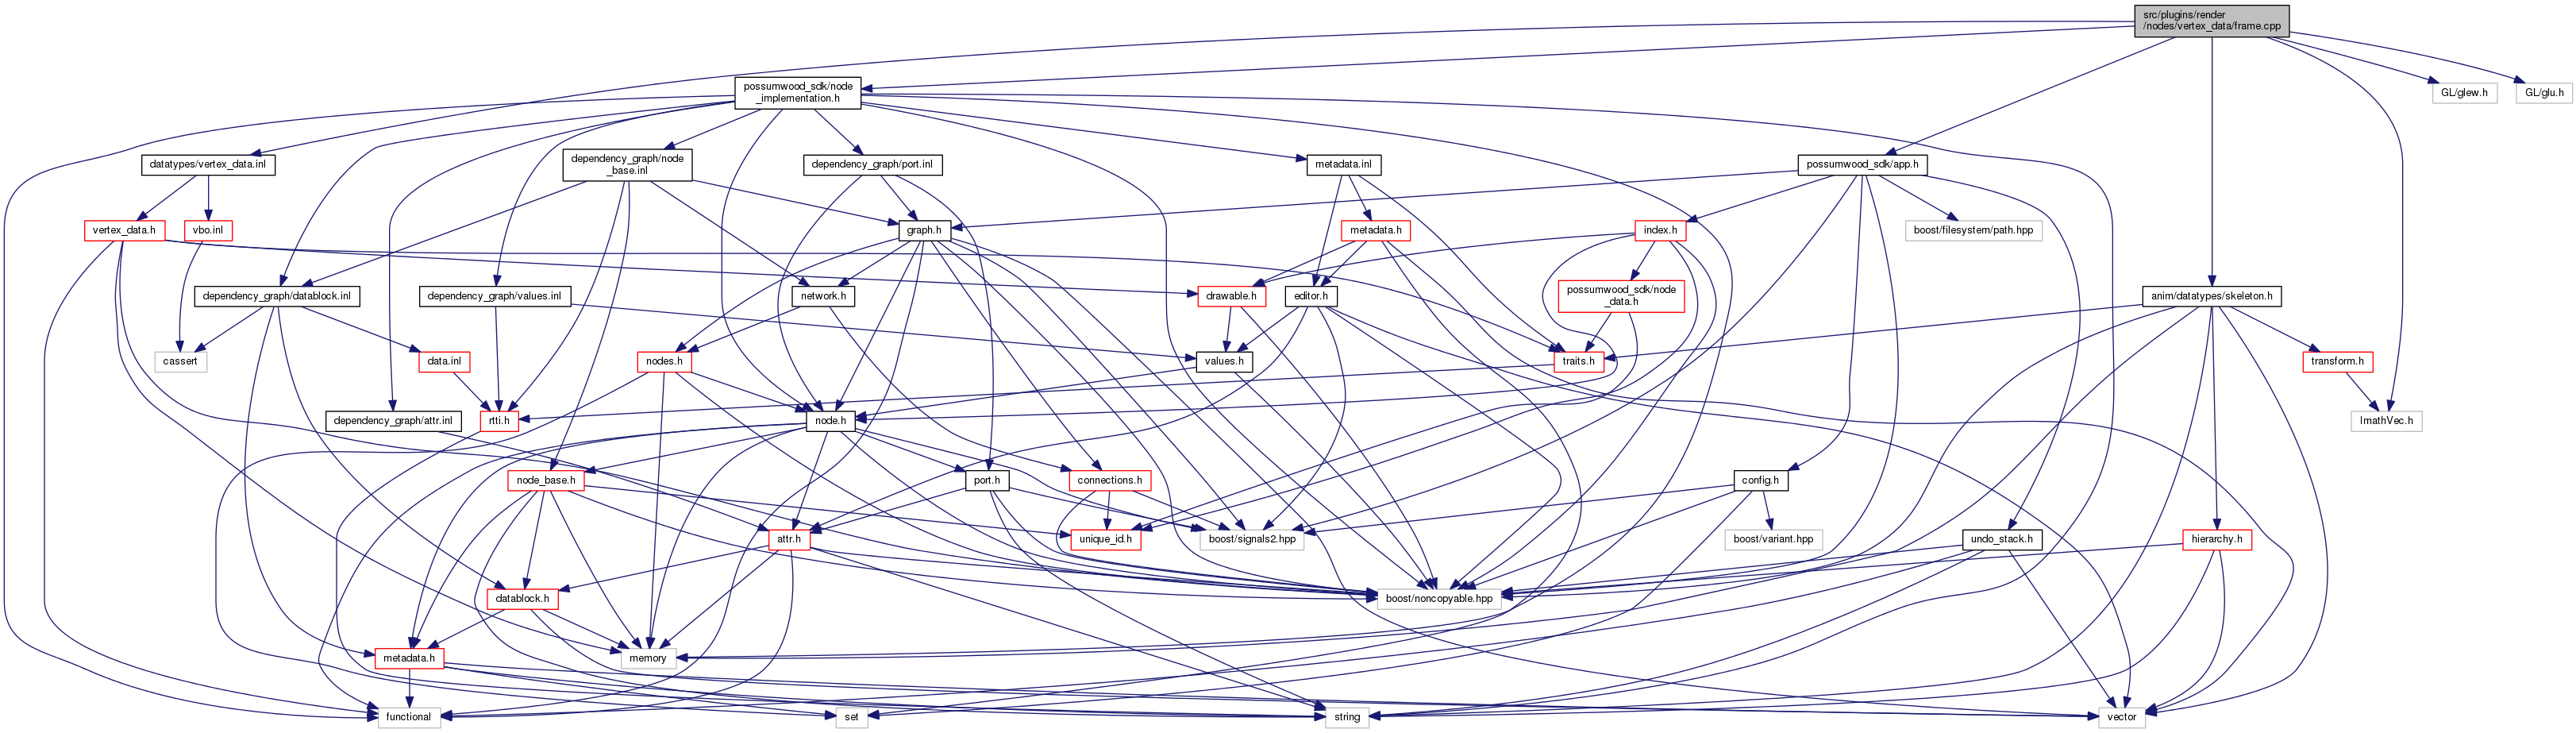 src/plugins/render
/nodes/vertex_data/frame.cpp
possumwood_sdk/node
_implementation.h
GL/glew.h
GL/glu.h
datatypes/vertex_data.inl
dependency_graph/node
_base.inl
dependency_graph/port.inl
metadata.inl
possumwood_sdk/app.h
vertex_data.h
vbo.inl
graph.h
metadata.h
index.h
boost/filesystem/path.hpp
dependency_graph/datablock.inl
dependency_graph/values.inl
network.h
drawable.h
editor.h
possumwood_sdk/node
_data.h
anim/datatypes/skeleton.h
cassert
data.inl
nodes.h
values.h
traits.h
transform.h
dependency_graph/attr.inl
rtti.h
node.h
ImathVec.h
node_base.h
port.h
connections.h
config.h
attr.h
unique_id.h
boost/signals2.hpp
boost/variant.hpp
undo_stack.h
hierarchy.h
datablock.h
boost/noncopyable.hpp
metadata.h
memory
functional
set
string
vector